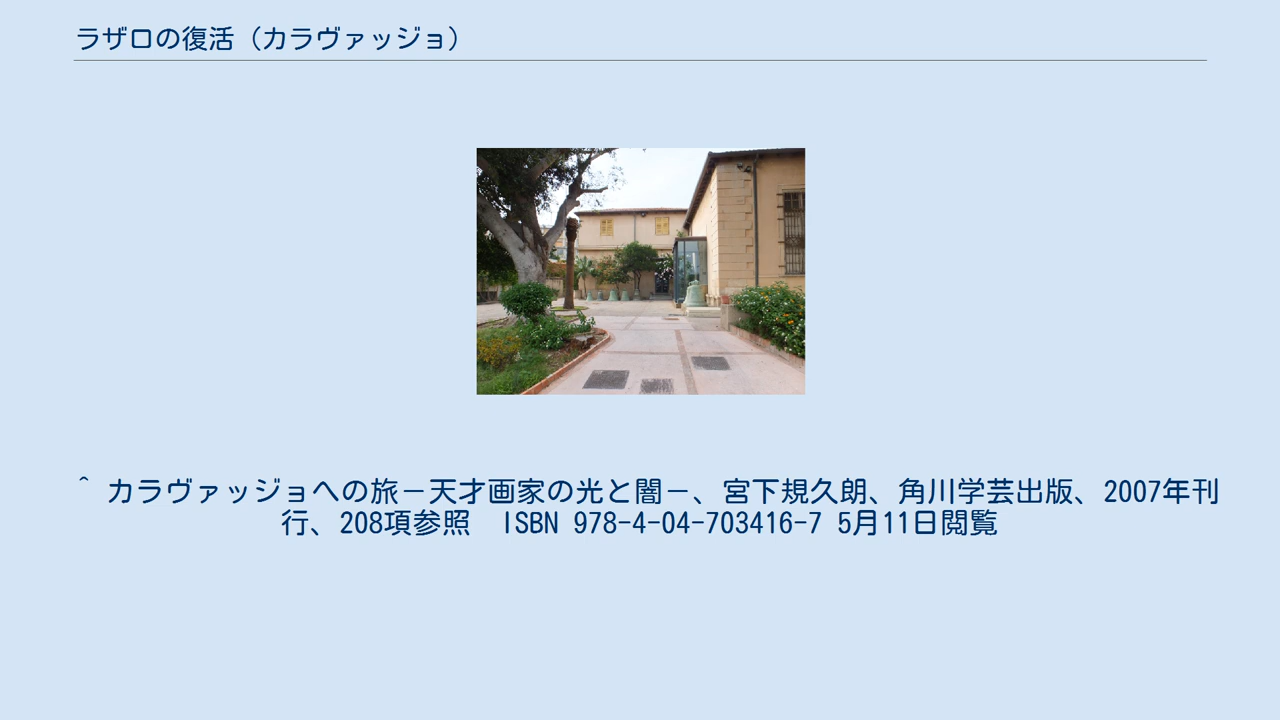 ラザロの復活（カラヴァッジョ）
^ カラヴァッジョへの旅－天才画家の光と闇－、宮下規久朗、角川学芸出版、2007年刊
行、208項参照　ISBN 978-4-04-703416-7 5月11日閲覧